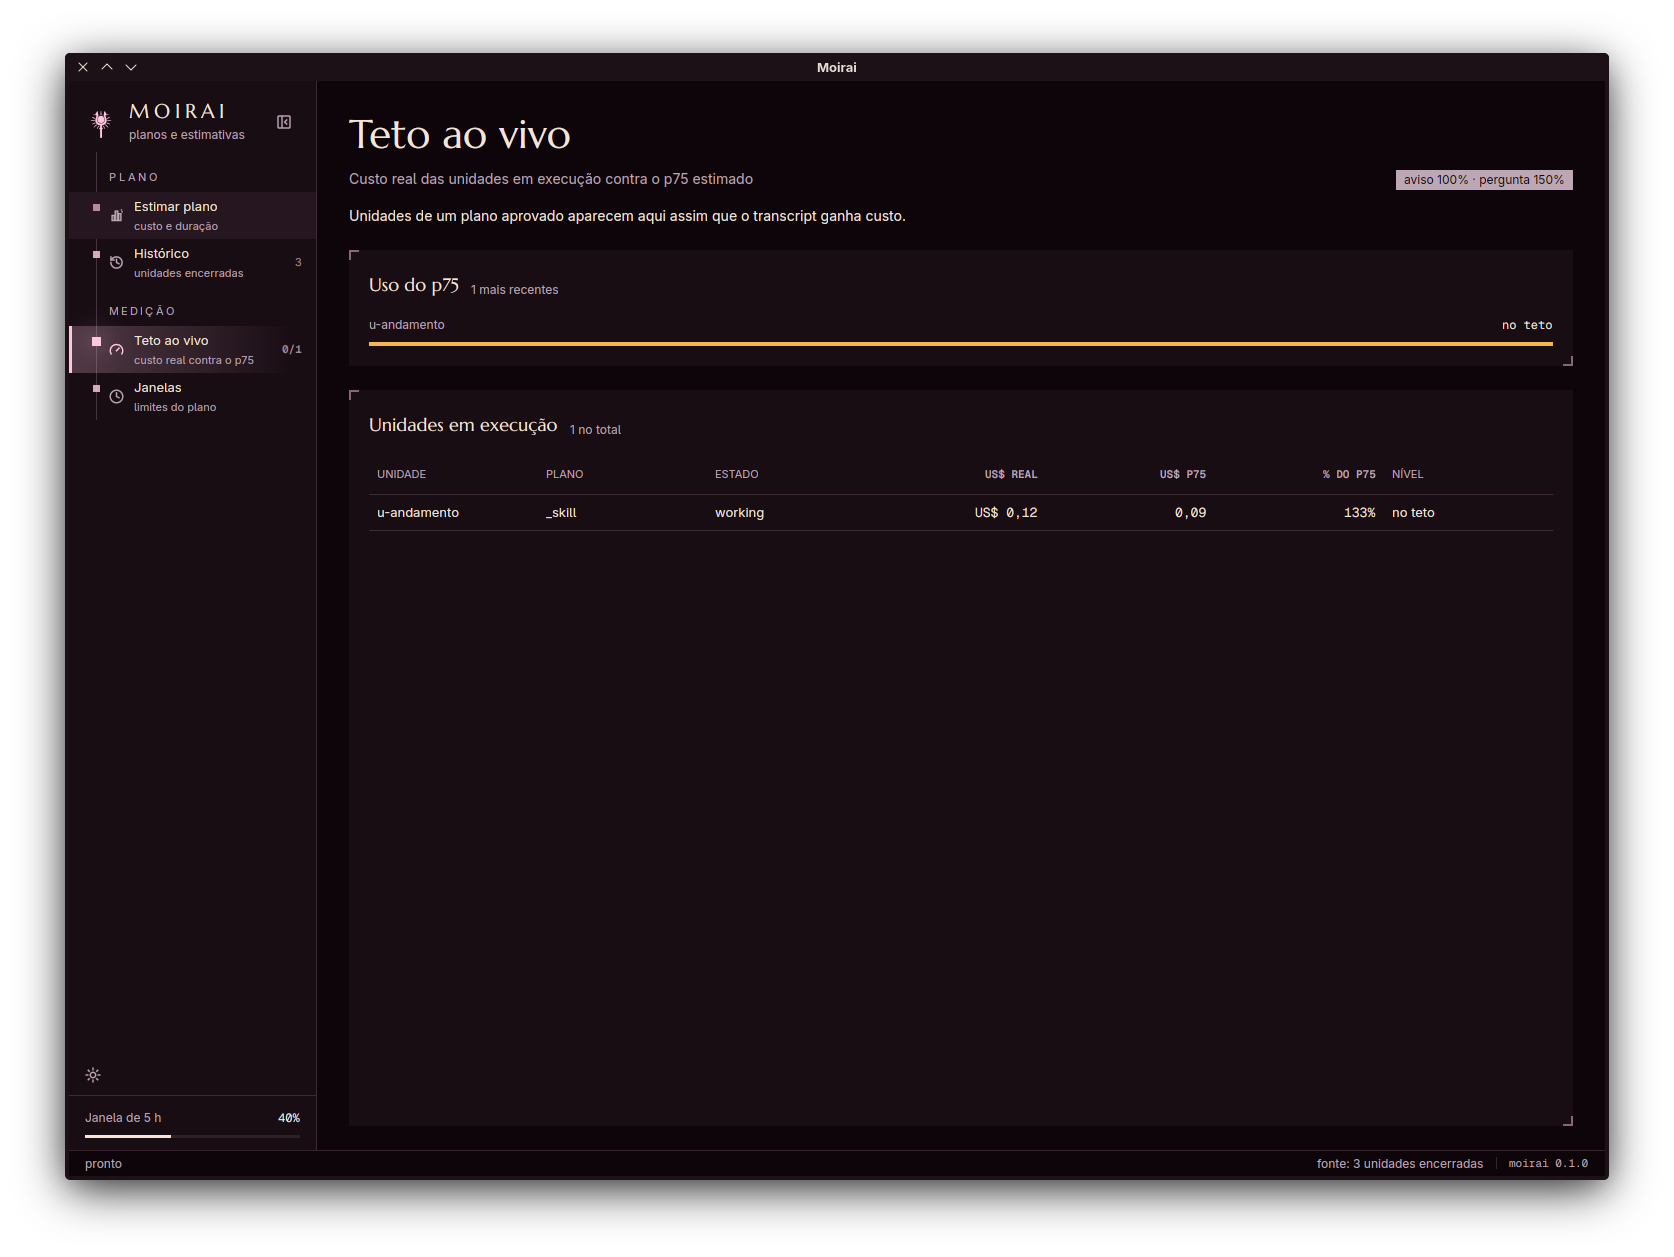 Moirai
MOIRAI
planos e estimativas
PLANO
Estimar plano
custo e duração
Histórico
unidades encerradas
3
MEDIÇÃO
Teto ao vivo
custo real contra o p75
0/1
Janelas
limites do plano
Janela de 5 h
40%
Teto ao vivo
Custo real das unidades em execução contra o p75 estimado
aviso 100% · pergunta 150%
Unidades de um plano aprovado aparecem aqui assim que o transcript ganha custo.
Uso do p75 1 mais recentes
u-andamento no teto
Unidades em execução 1 no total
UNIDADE PLANO ESTADO US$ REAL US$ P75 % DO P75 NÍVEL
u-andamento _skill working US$ 0,12 0,09 133% no teto
pronto
fonte: 3 unidades encerradas
moirai 0.1.0